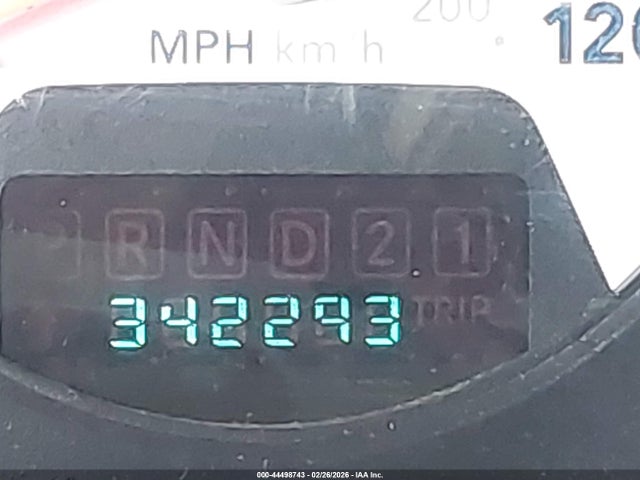 200
MPH km/h 120
P R N D 2 1
342293 TRIP
000-44498743 - 02/26/2026 - IAA Inc.